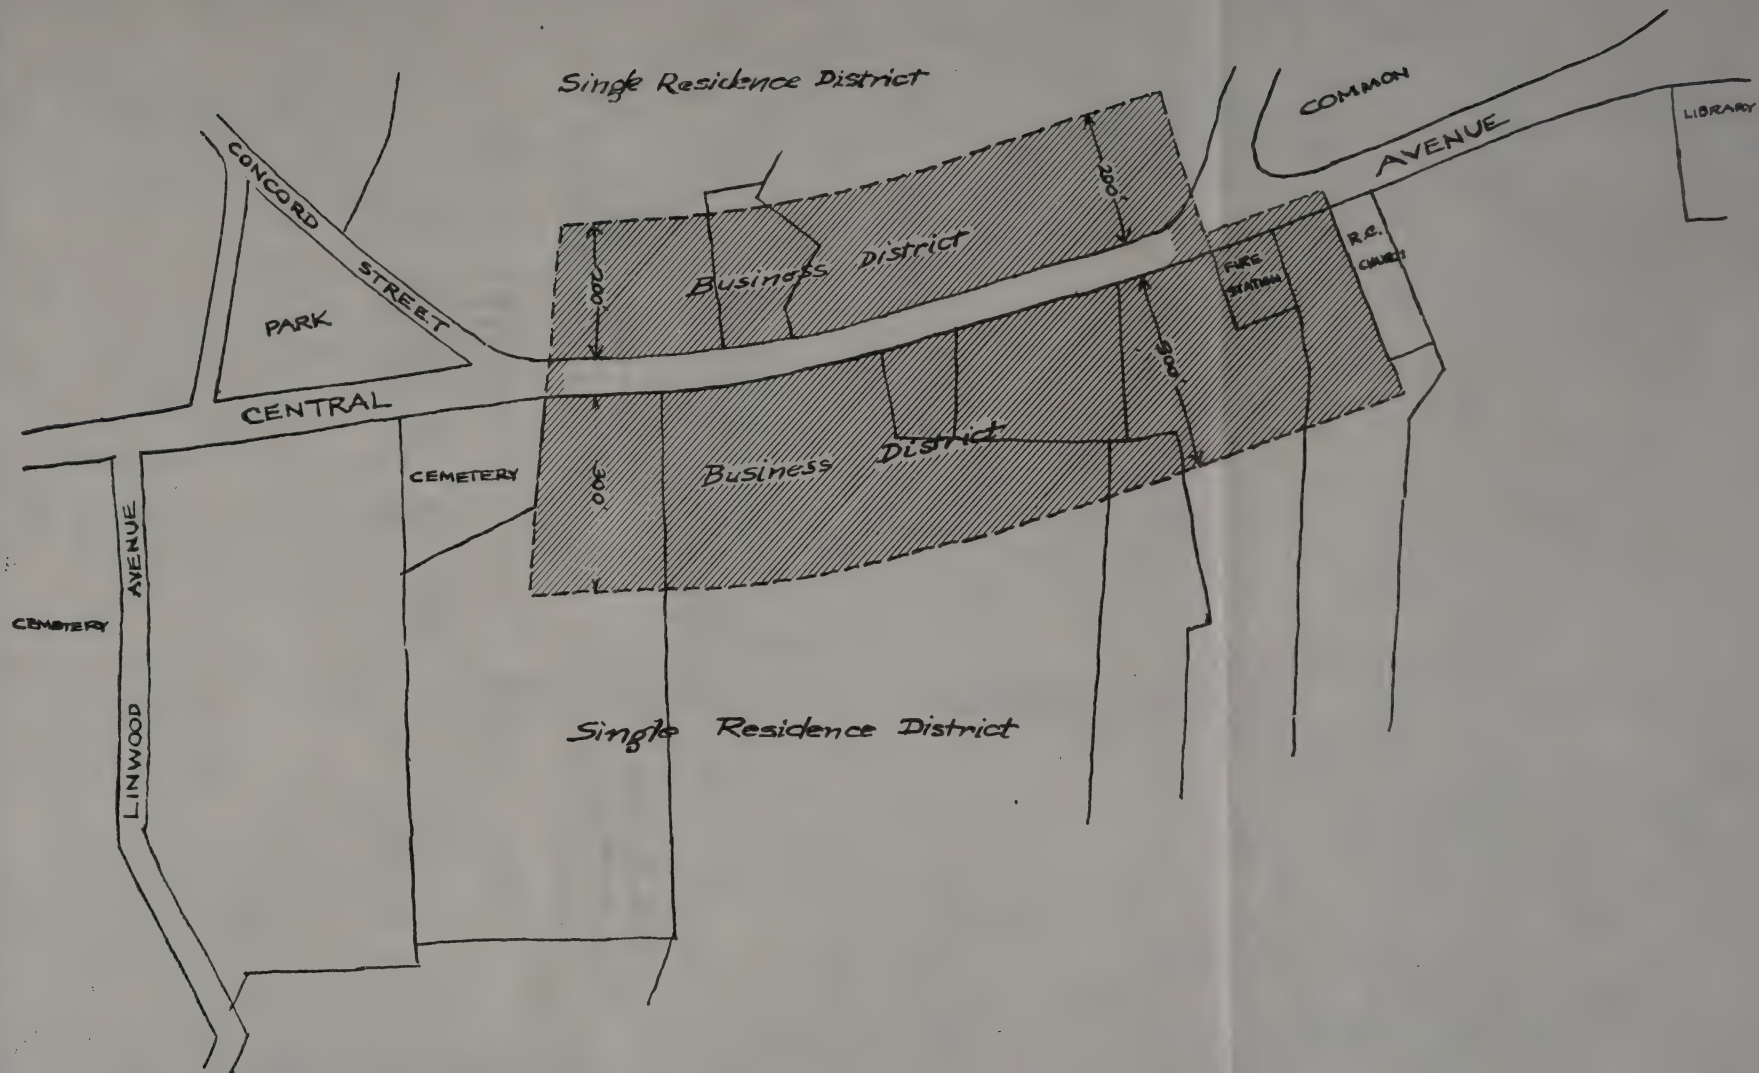 Single Residence District
COMMON
LIBRARY
AVENUE
CONCORD STREET
200'
200'
Business District
R.C. CHURCH
FIRE STATION
PARK
300'
CENTRAL
Business District
CEMETERY
300'
AVENUE
CEMETERY
LINWOOD
Single Residence District